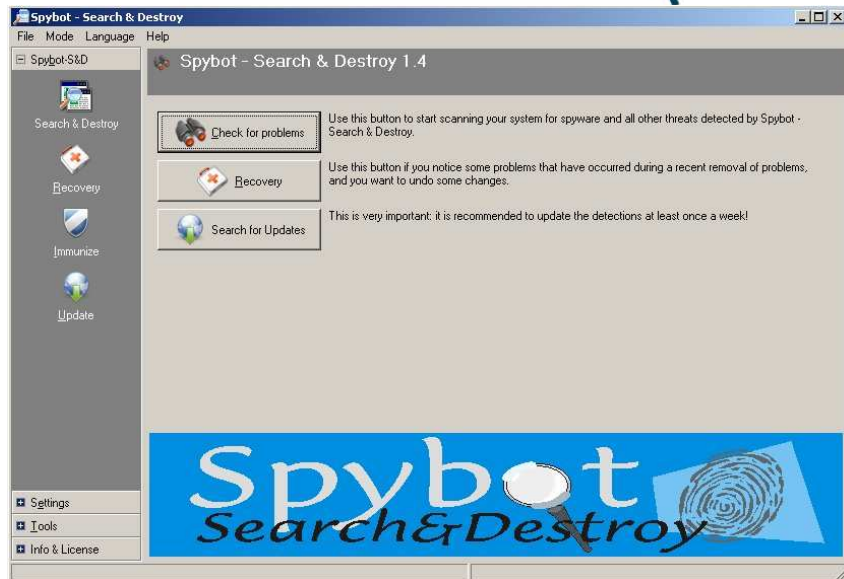 Spybot - Search & Destroy
File Mode Language Help
Spybot-S&D
Search & Destroy
Recovery
Immunize
Update
Settings
Tools
Info & License
Spybot - Search & Destroy 1.4
Check for problems
Use this button to start scanning your system for spyware and all other threats detected by Spybot -
Search & Destroy.
Recovery
Use this button if you notice some problems that have occurred during a recent removal of problems,
and you want to undo some changes.
Search for Updates
This is very important: it is recommended to update the detections at least once a week!
Spybot
Search&Destroy